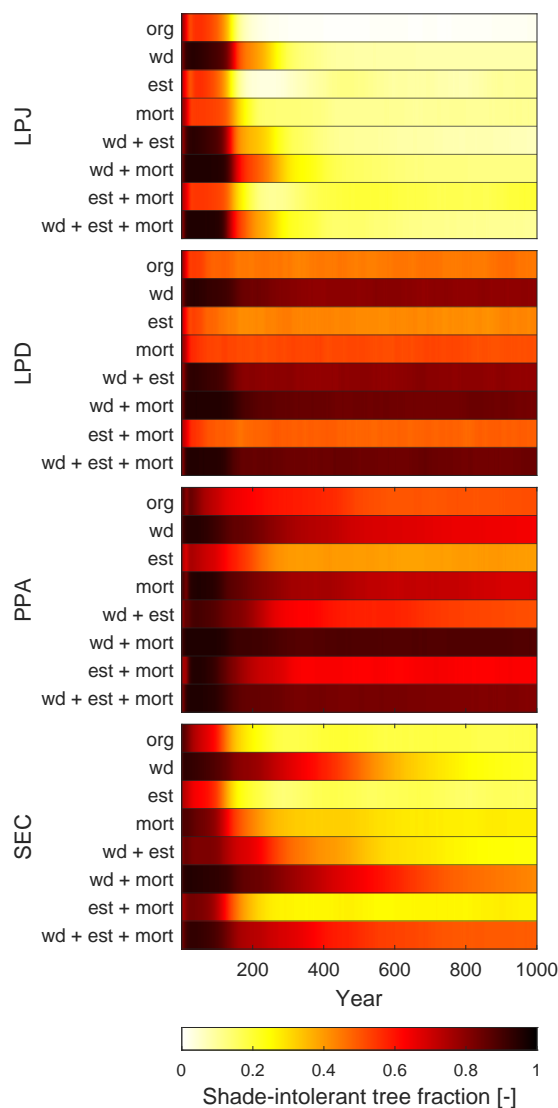 LPJ
org
wd
est
mort
wd + est
wd + mort
est + mort
wd + est + mort
LPD
org
wd
est
mort
wd + est
wd + mort
est + mort
wd + est + mort
PPA
org
wd
est
mort
wd + est
wd + mort
est + mort
wd + est + mort
SEC
org
wd
est
mort
wd + est
wd + mort
est + mort
wd + est + mort
200 400 600 800 1000
Year
0 0.2 0.4 0.6 0.8 1
Shade-intolerant tree fraction [-]